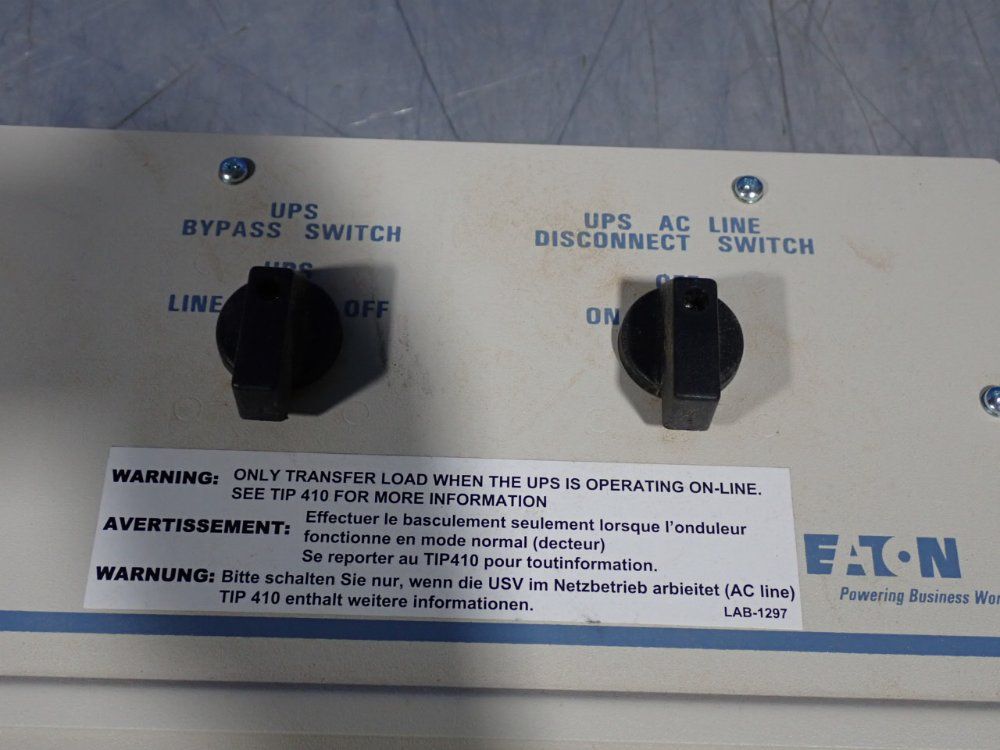 UPS
BYPASS SWITCH
UPS
LINE OFF
UPS AC LINE
DISCONNECT SWITCH
OFF
ON
WARNING: ONLY TRANSFER LOAD WHEN THE UPS IS OPERATING ON-LINE.
SEE TIP 410 FOR MORE INFORMATION
AVERTISSEMENT: Effectuer le basculement seulement lorsque l'onduleur
fonctionne en mode normal (decteur)
Se reporter au TIP410 pour toutinformation.
WARNUNG: Bitte schalten Sie nur, wenn die USV im Netzbetrieb arbieitet (AC line)
TIP 410 enthalt weitere informationen.
LAB-1297
EATON
Powering Business Wor